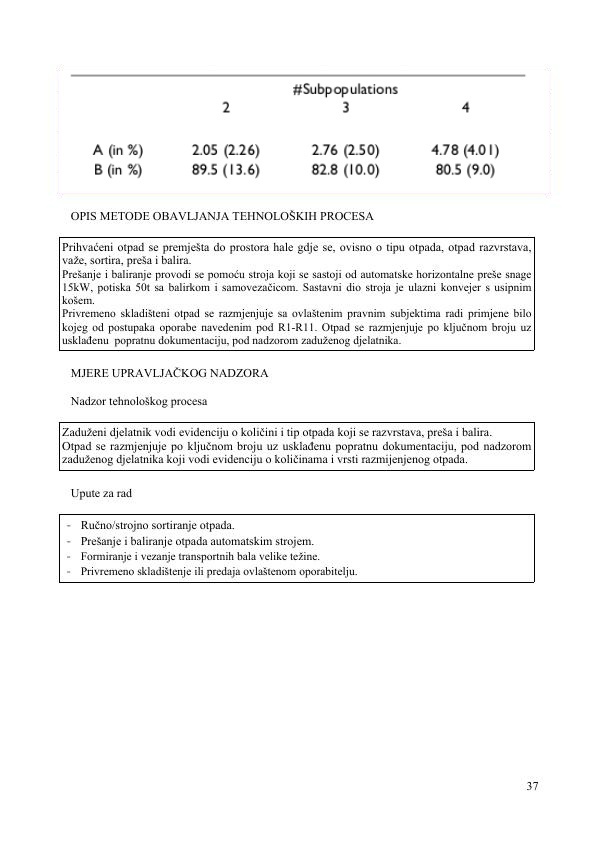 #Subpopulations
2 3 4
A (in %) 2.05 (2.26) 2.76 (2.50) 4.78 (4.01)
B (in %) 89.5 (13.6) 82.8 (10.0) 80.5 (9.0)
OPIS METODE OBAVLJANJA TEHNOLOŠKIH PROCESA
Prihvaćeni otpad se premješta do prostora hale gdje se, ovisno o tipu otpada, otpad razvrstava,
važe, sortira, preša i balira.
Prešanje i baliranje provodi se pomoću stroja koji se sastoji od automatske horizontalne preše snage
15kW, potiska 50t sa balirkom i samovezačicom. Sastavni dio stroja je ulazni konvejer s usipnim
košem.
Privremeno skladišteni otpad se razmjenjuje sa ovlaštenim pravnim subjektima radi primjene bilo
kojeg od postupaka oporabe navedenim pod R1-R11. Otpad se razmjenjuje po ključnom broju uz
usklađenu popratnu dokumentaciju, pod nadzorom zaduženog djelatnika.
MJERE UPRAVLJAČKOG NADZORA
Nadzor tehnološkog procesa
Zaduženi djelatnik vodi evidenciju o količini i tip otpada koji se razvrstava, preša i balira.
Otpad se razmjenjuje po ključnom broju uz usklađenu popratnu dokumentaciju, pod nadzorom
zaduženog djelatnika koji vodi evidenciju o količinama i vrsti razmijenjenog otpada.
Upute za rad
- Ručno/strojno sortiranje otpada.
- Prešanje i baliranje otpada automatskim strojem.
- Formiranje i vezanje transportnih bala velike težine.
- Privremeno skladištenje ili predaja ovlaštenom oporabitelju.
37